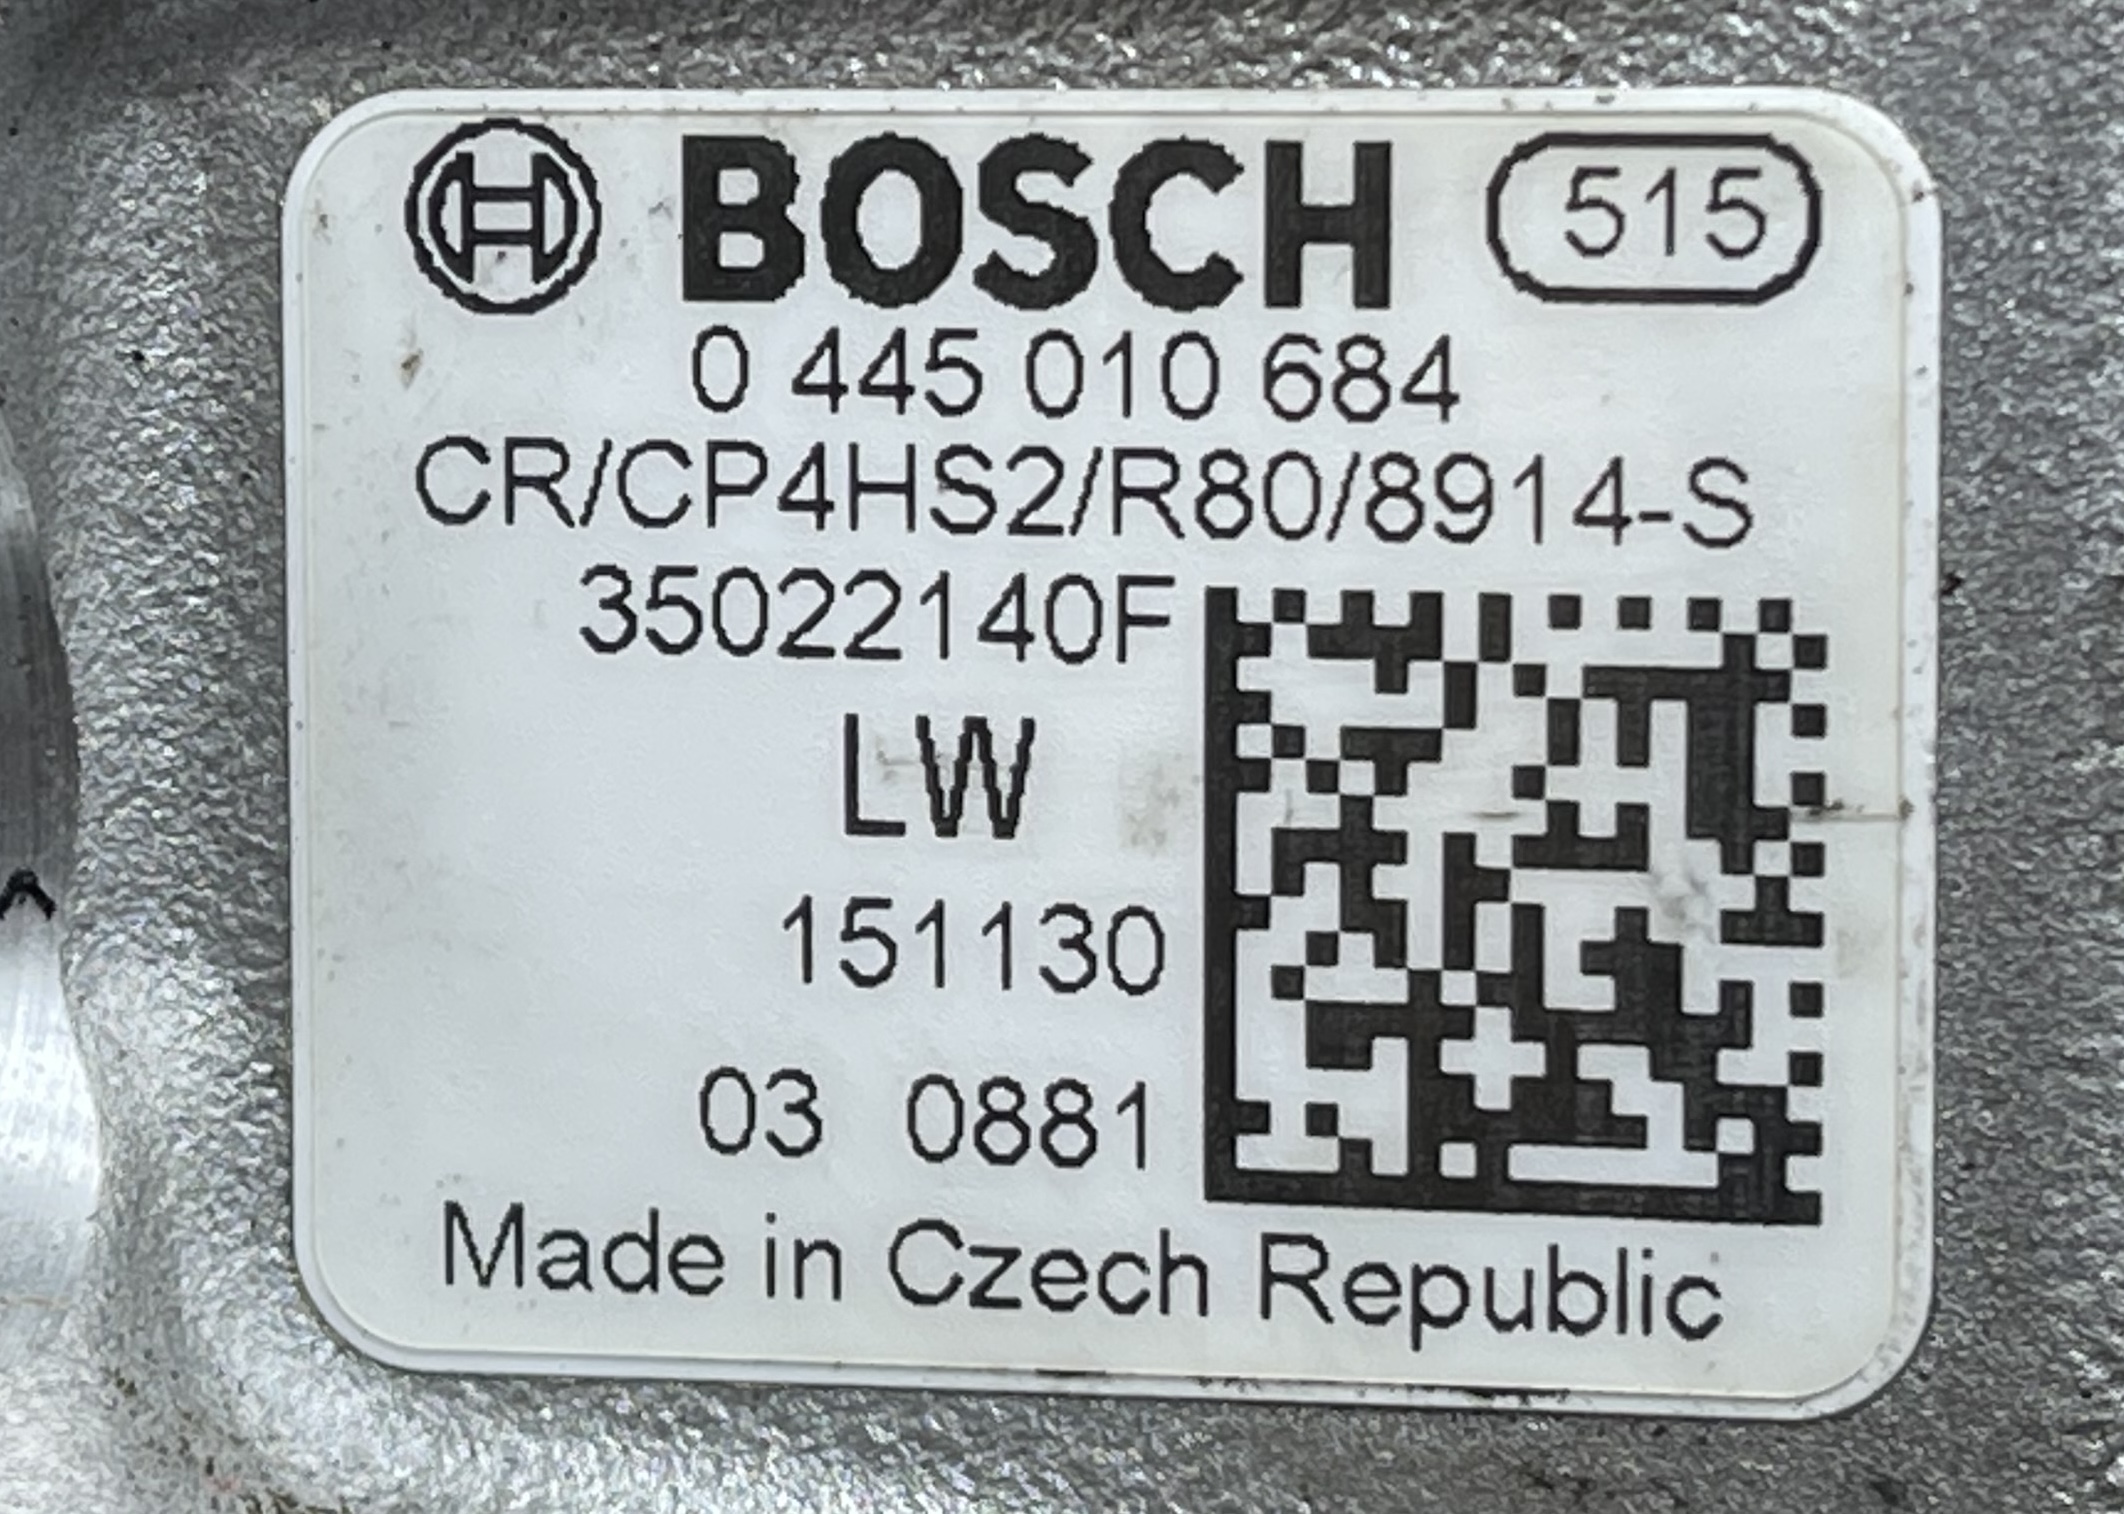 BOSCH 515
0 445 010 684
CR/CP4HS2/R80/8914-S
35022140F
LW
151130
03 0881
Made in Czech Republic